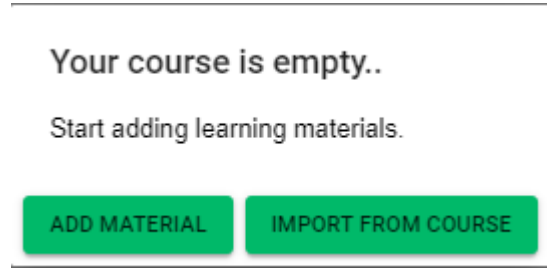 Your course is empty..
Start adding learning materials.
ADD MATERIAL
IMPORT FROM COURSE